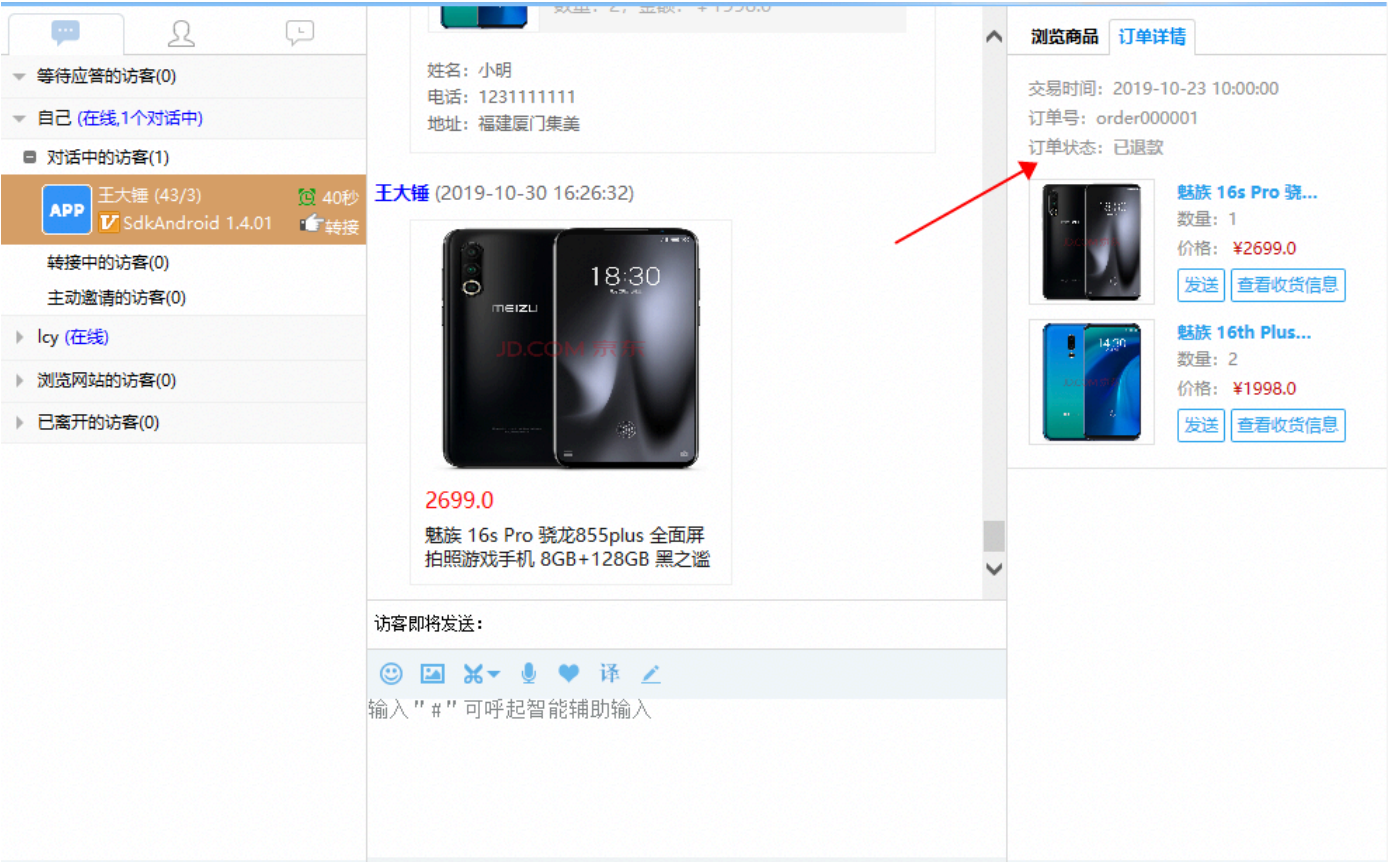 等待应答的访客(0)
自己 (在线,1个对话中)
对话中的访客(1)
APP
王大锤 (43/3)
40秒
SdkAndroid 1.4.01
转接
转接中的访客(0)
主动邀请的访客(0)
lcy (在线)
浏览网站的访客(0)
已离开的访客(0)
数量：2，金额：￥1998.0
姓名：小明
电话：1231111111
地址：福建厦门集美
王大锤 (2019-10-30 16:26:32)
18:30
MEIZU
JD.COM 京东
2699.0
魅族 16s Pro 骁龙855plus 全面屏
拍照游戏手机 8GB+128GB 黑之谧
访客即将发送：
译
输入＂#＂可呼起智能辅助输入
浏览商品
订单详情
交易时间：2019-10-23 10:00:00
订单号：order000001
订单状态：已退款
18:30
魅族 16s Pro 骁...
数量：1
价格：¥2699.0
发送
查看收货信息
14:30
魅族 16th Plus...
数量：2
价格：¥1998.0
发送
查看收货信息